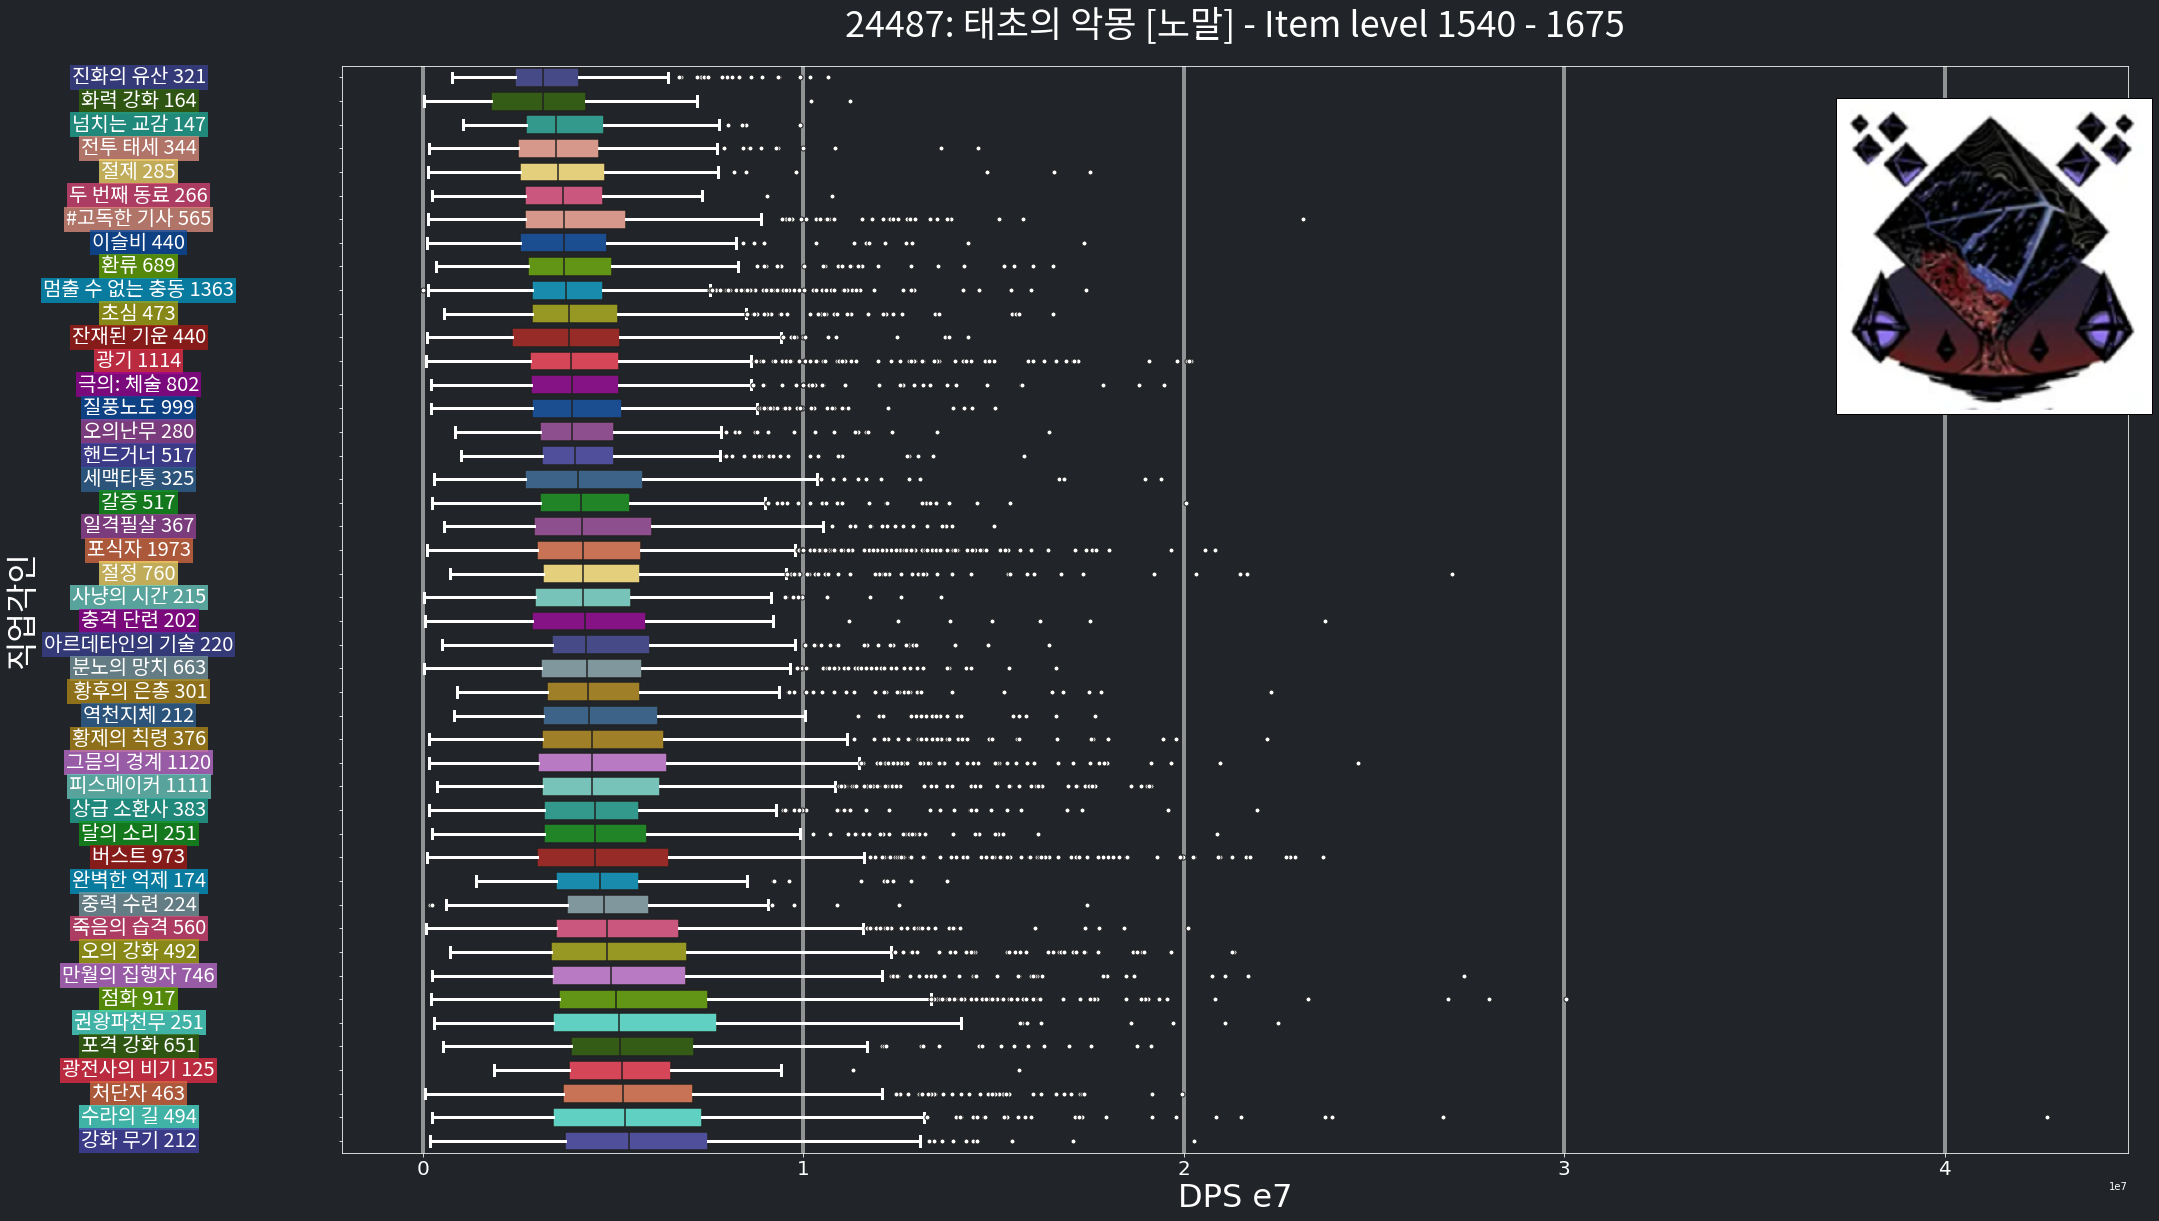 24487: 태초의 악몽 [노말] - Item level 1540 - 1675
직업각인
진화의 유산 321
화력 강화 164
넘치는 교감 147
전투 태세 344
절제 285
두 번째 동료 266
#고독한 기사 565
이슬비 440
환류 689
멈출 수 없는 충동 1363
초심 473
잔재된 기운 440
광기 1114
극의: 체술 802
질풍노도 999
오의난무 280
핸드거너 517
세맥타통 325
갈증 517
일격필살 367
포식자 1973
절정 760
사냥의 시간 215
충격 단련 202
아르데타인의 기술 220
분노의 망치 663
황후의 은총 301
역천지체 212
황제의 칙령 376
그믐의 경계 1120
피스메이커 1111
상급 소환사 383
달의 소리 251
버스트 973
완벽한 억제 174
중력 수련 224
죽음의 습격 560
오의 강화 492
만월의 집행자 746
점화 917
권왕파천무 251
포격 강화 651
광전사의 비기 125
처단자 463
수라의 길 494
강화 무기 212
0 1 2 3 4
DPS e7
1e7